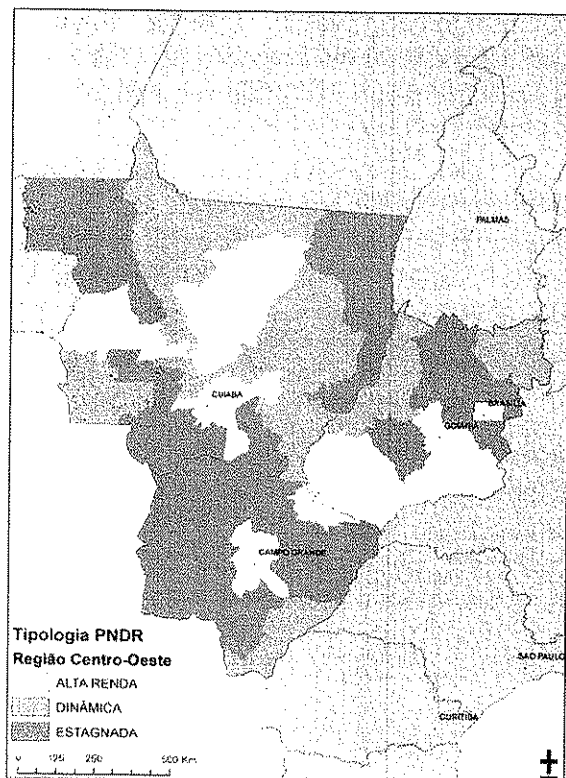 PALMAS
CUIABÁ
BRASÍLIA
GOIÂNIA
CAMPO GRANDE
Tipologia PNDR
Região Centro-Oeste
ALTA RENDA
DINÂMICA
ESTAGNADA
SÃO PAULO
CURITIBA
0 125 250 500 Km